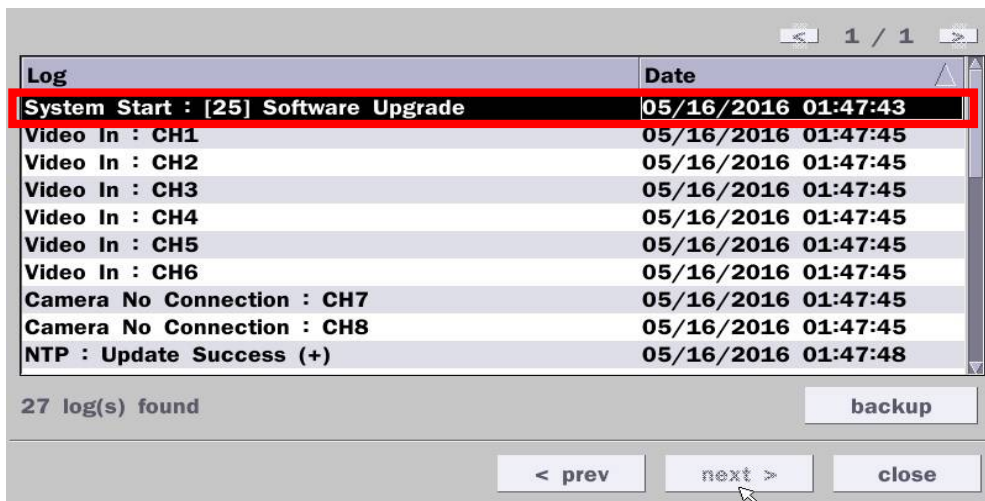 < 1 / 1 >
Log Date
System Start : [25] Software Upgrade 05/16/2016 01:47:43
Video In : CH1 05/16/2016 01:47:45
Video In : CH2 05/16/2016 01:47:45
Video In : CH3 05/16/2016 01:47:45
Video In : CH4 05/16/2016 01:47:45
Video In : CH5 05/16/2016 01:47:45
Video In : CH6 05/16/2016 01:47:45
Camera No Connection : CH7 05/16/2016 01:47:45
Camera No Connection : CH8 05/16/2016 01:47:45
NTP : Update Success (+) 05/16/2016 01:47:48
27 log(s) found backup
< prev next > close